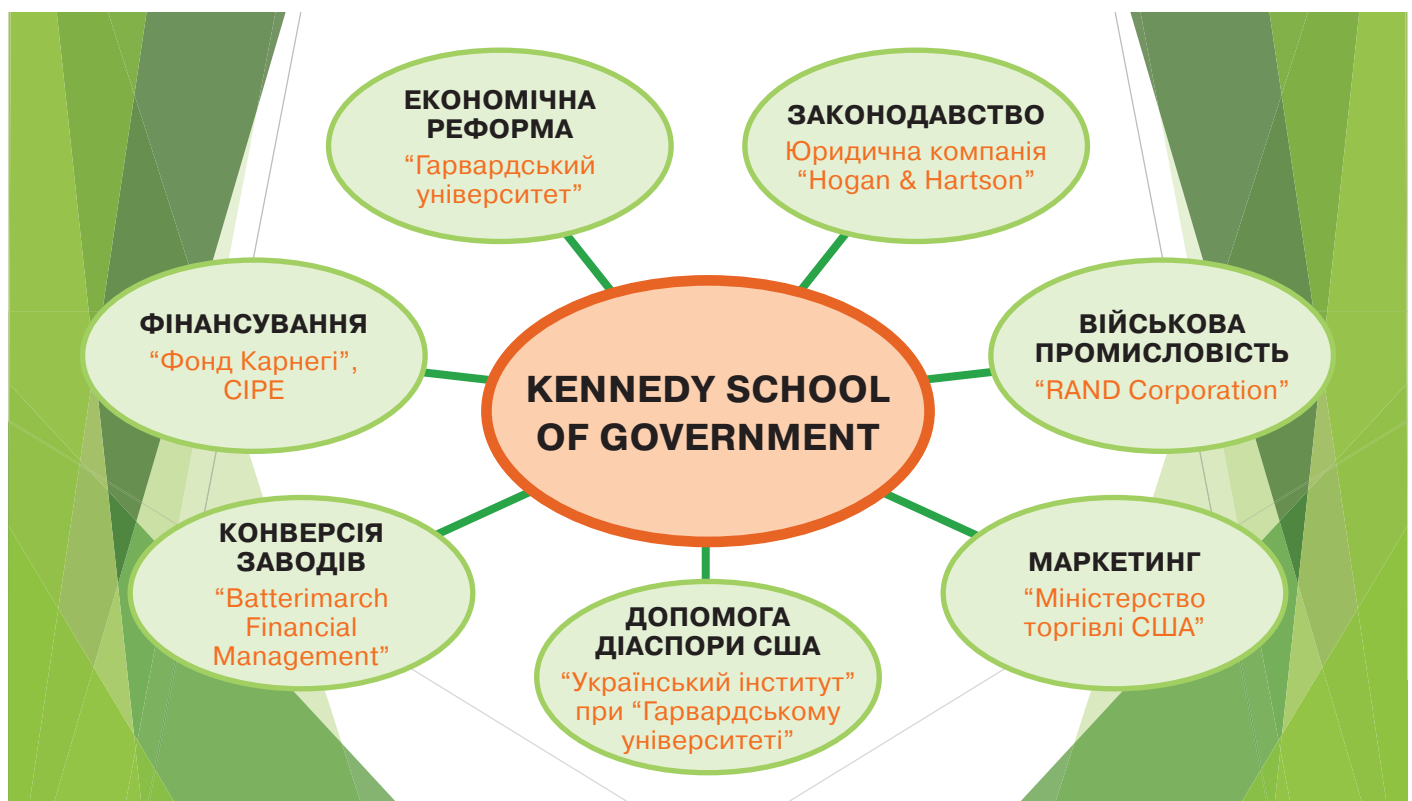 ЕКОНОМІЧНА
РЕФОРМА
“Гарвардський
університет”
ЗАКОНОДАВСТВО
Юридична компанія
“Hogan & Hartson”
ФІНАНСУВАННЯ
“Фонд Карнегі”,
CIPE
ВІЙСЬКОВА
ПРОМИСЛОВІСТЬ
“RAND Corporation”
KENNEDY SCHOOL
OF GOVERNMENT
КОНВЕРСІЯ
ЗАВОДІВ
“Batterimarch
Financial
Management”
МАРКЕТИНГ
“Міністерство
торгівлі США”
ДОПОМОГА
ДІАСПОРИ США
“Український інститут”
при “Гарвардському
університеті”